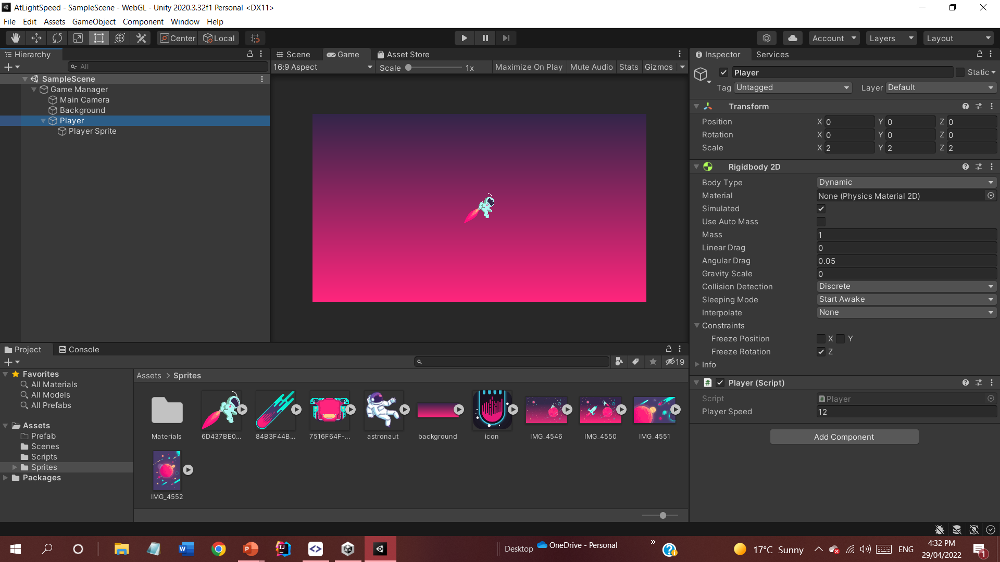 AtLightSpeed - SampleScene - WebGL - Unity 2020.3.32f1 Personal <DX11>
File Edit Assets GameObject Component Window Help
Center Local Account Layers Layout
Hierarchy
All
SampleScene
Game Manager
Main Camera
Background
Player
Player Sprite
Scene Game Asset Store
16:9 Aspect Scale 1x Maximize On Play Mute Audio Stats Gizmos
Inspector Services
Player Static
Tag Untagged Layer Default
Transform
Position X 0 Y 0 Z 0
Rotation X 0 Y 0 Z 0
Scale X 2 Y 2 Z 2
Rigidbody 2D
Body Type Dynamic
Material None (Physics Material 2D)
Simulated
Use Auto Mass
Mass 1
Linear Drag 0
Angular Drag 0.05
Gravity Scale 0
Collision Detection Discrete
Sleeping Mode Start Awake
Interpolate None
Constraints
Freeze Position X Y
Freeze Rotation Z
Info
Player (Script)
Script Player
Player Speed 12
Add Component
Project Console
19
Favorites
All Materials
All Models
All Prefabs
Assets
Prefab
Scenes
Scripts
Sprites
Packages
Assets > Sprites
Materials 6D437BE0... 84B3F44B... 7516F64F-... astronaut background icon IMG_4546 IMG_4550 IMG_4551
IMG_4552
Desktop OneDrive - Personal » 17°C Sunny ENG
4:32 PM
29/04/2022
1